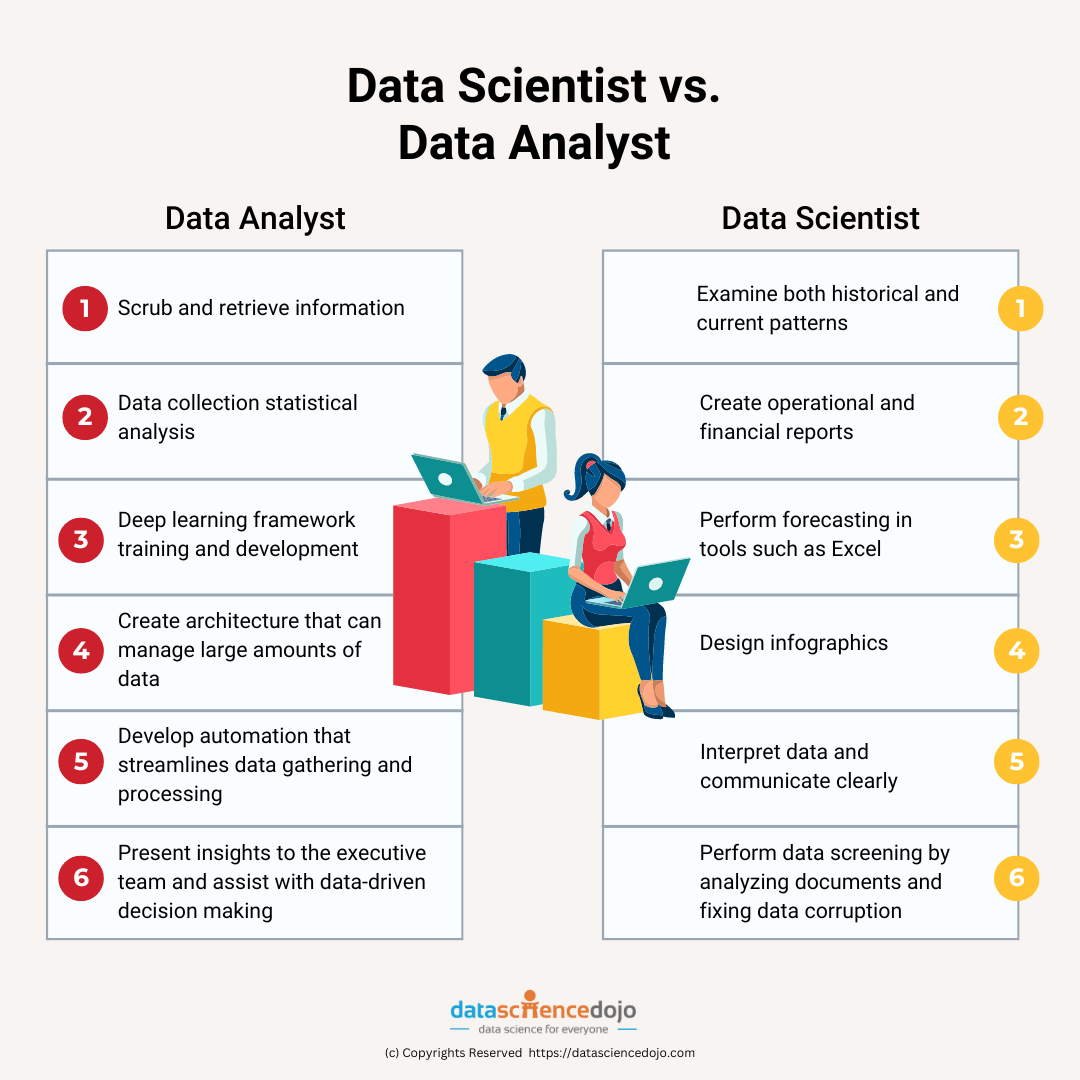 Data Scientist vs.
Data Analyst
Data Analyst
1
Scrub and retrieve information
2
Data collection statistical
analysis
3
Deep learning framework
training and development
4
Create architecture that can
manage large amounts of
data
5
Develop automation that
streamlines data gathering and
processing
6
Present insights to the executive
team and assist with data-driven
decision making
Data Scientist
Examine both historical and
current patterns
1
Create operational and
financial reports
2
Perform forecasting in
tools such as Excel
3
Design infographics
4
Interpret data and
communicate clearly
5
Perform data screening by
analyzing documents and
fixing data corruption
6
datasciencedojo
data science for everyone
(c) Copyrights Reserved https://datasciencedojo.com